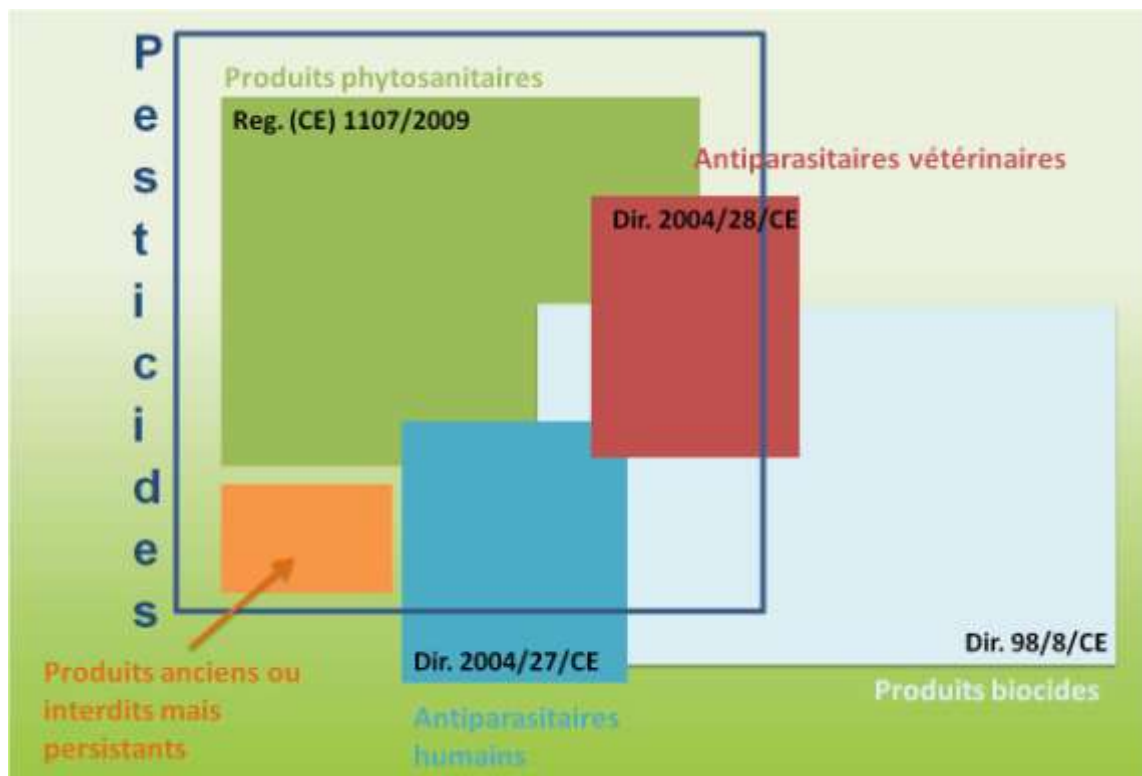 Pesticides
Produits phytosanitaires
Reg. (CE) 1107/2009
Antiparasitaires vétérinaires
Dir. 2004/28/CE
Dir. 98/8/CE
Produits biocides
Dir. 2004/27/CE
Antiparasitaires
humains
Produits anciens ou
interdits mais
persistants